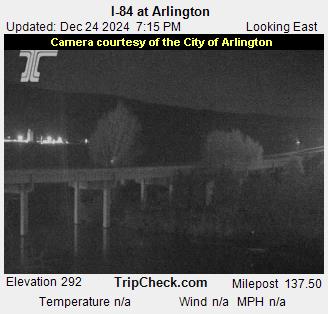 I-84 at Arlington
Updated: Dec 24 2024 7:15 PM Looking East
Camera courtesy of the City of Arlington
Elevation 292 TripCheck.com Milepost 137.50
Temperature n/a Wind n/a MPH n/a